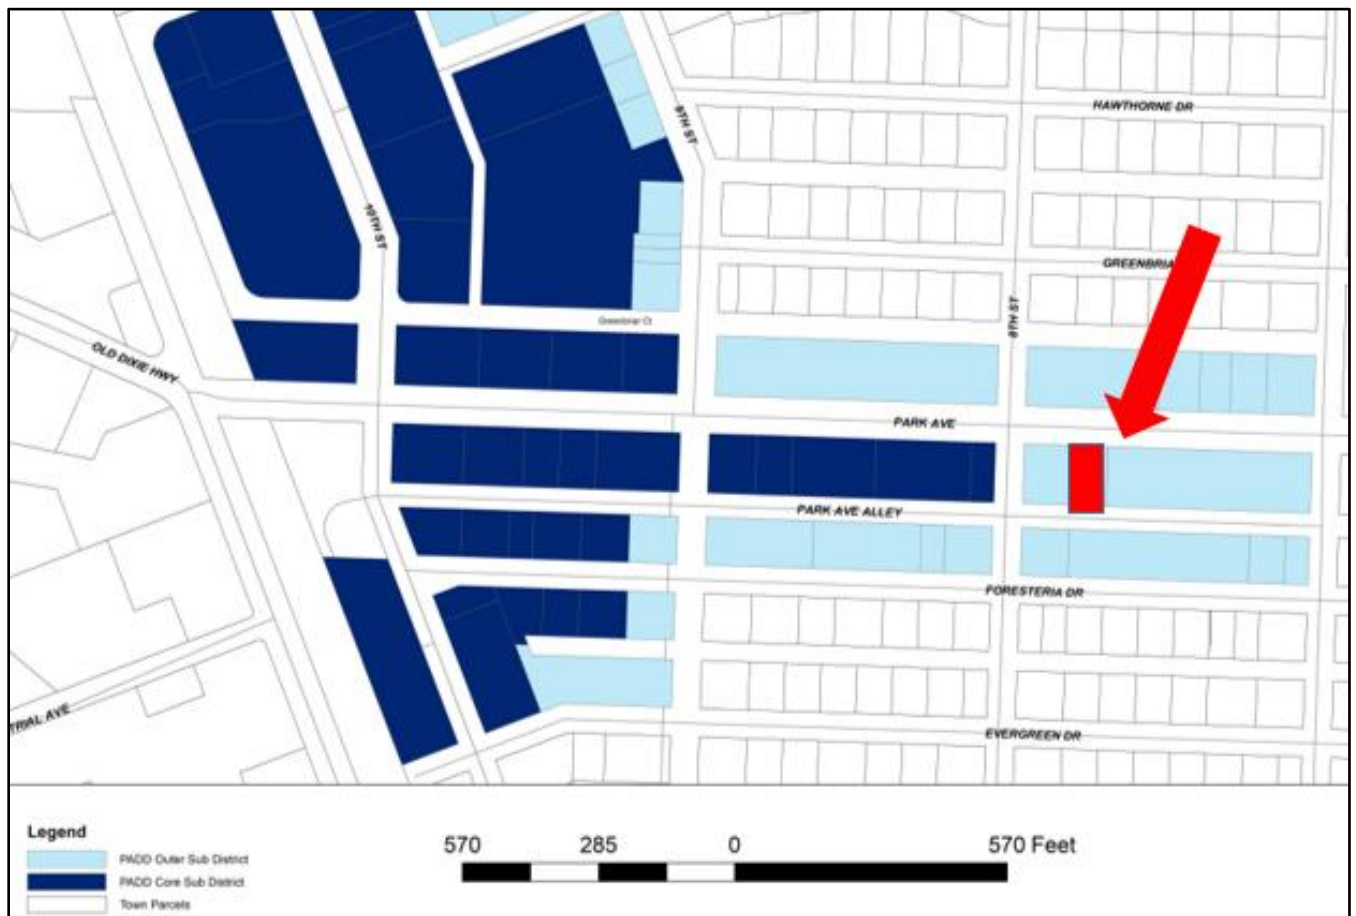 HAWTHORNE DR
9TH ST
10TH ST
GREENBRIA
8TH ST
Greenbriar Ct
OLD DIXIE HWY
PARK AVE
PARK AVE ALLEY
FORESTERIA DR
TRIAL AVE
EVERGREEN DR
Legend
PADD Outer Sub District
PADD Core Sub District
Town Parcels
570 285 0 570 Feet